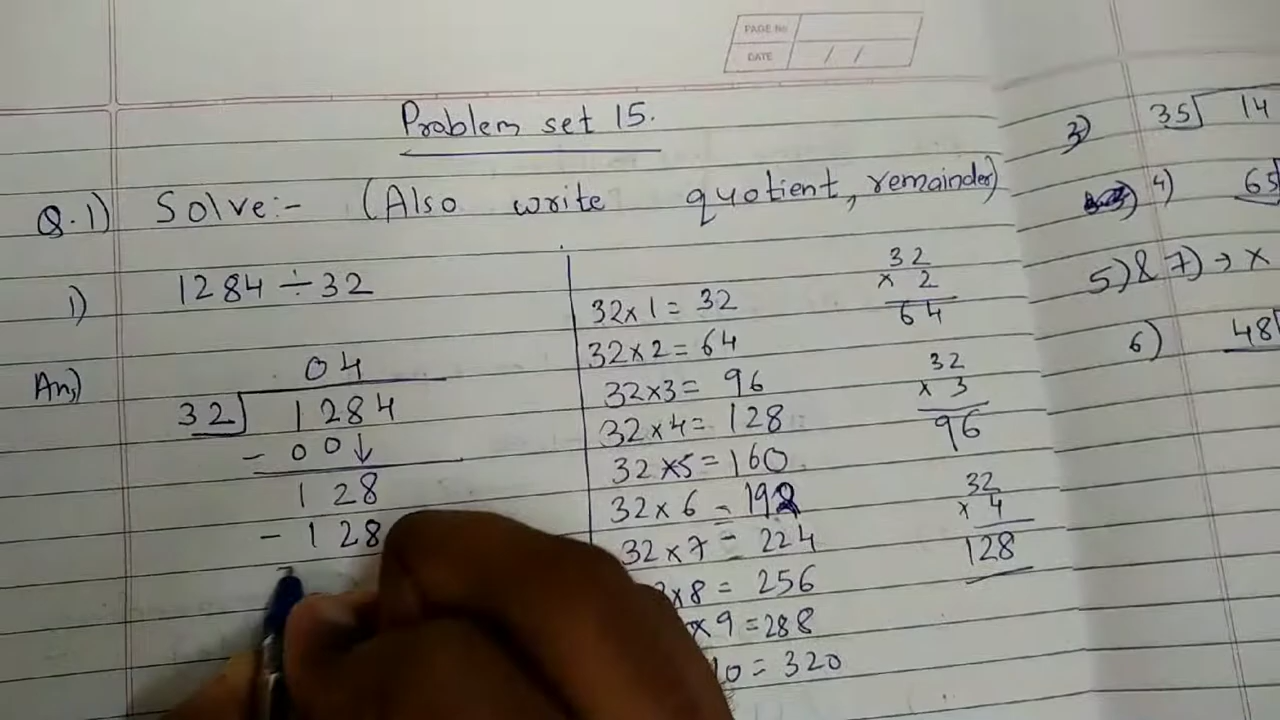 PAGE No
DATE / /
Problem set 15.
Q.1) Solve:- (Also write quotient, remainder)
1) 1284 ÷ 32
Ans)
04
32 1284
- 00↓
128
- 128
32x1=32
32x2=64
32x3= 96
32x4= 128
32x5=160
32x6 = 192
32x7= 224
x8= 256
x9=288
10= 320
32
x 2
64
32
x 3
96
32
x 4
128
3) 35 14
4) 65
5)& 7)→ x
6) 48